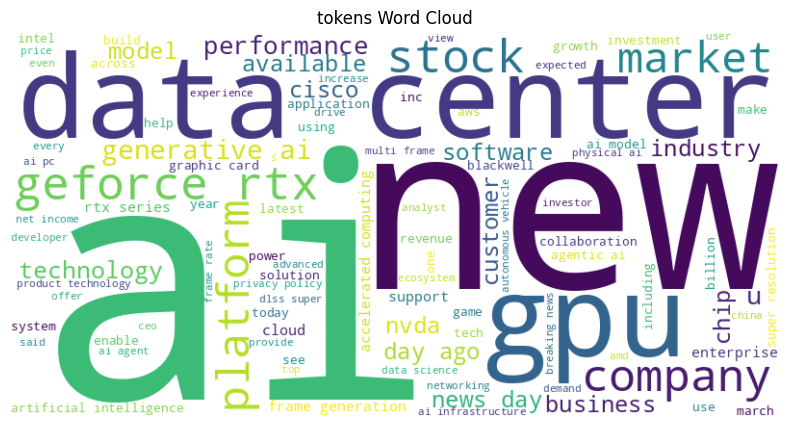 tokens Word Cloud
intel
build
performance
view
growth
investment
user
price
model
stock
market
even
across
available
increase
expected
data center
experience
cisco
inc
application
drive
aws
make
help
using
every
generative ai
s
multi frame
software
ai model
physical ai
industry
ai pc
graphic card
blackwell
geforce rtx
new
net income
rtx series
year
latest
analyst
investor
developer
platform
accelerated computing
customer
autonomous vehicle
revenue
one
collaboration
agentic ai
technology
ai
power
advanced
solution
ecosystem
billion
super resolution
product technology
frame rate
privacy policy
offer
dlss super
support
gpu
including
chip
u
system
today
cloud
nvda
game
tech
breaking news
china
said
ceo
enable
provide
see
day ago
amd
enterprise
ai agent
top
data science
company
networking
demand
artificial intelligence
frame generation
news day
ai infrastructure
business
use
march